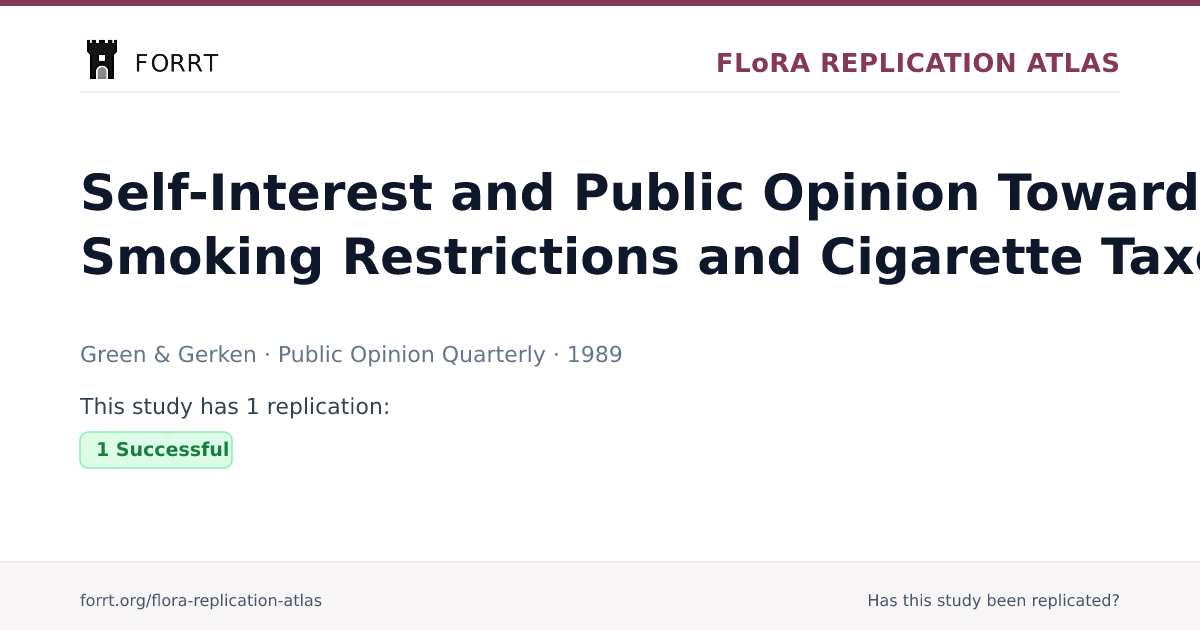 FORRT
FLoRA REPLICATION ATLAS
Self-Interest and Public Opinion Toward
Smoking Restrictions and Cigarette Tax
Green & Gerken · Public Opinion Quarterly · 1989
This study has 1 replication:
1 Successful
forrt.org/flora-replication-atlas
Has this study been replicated?